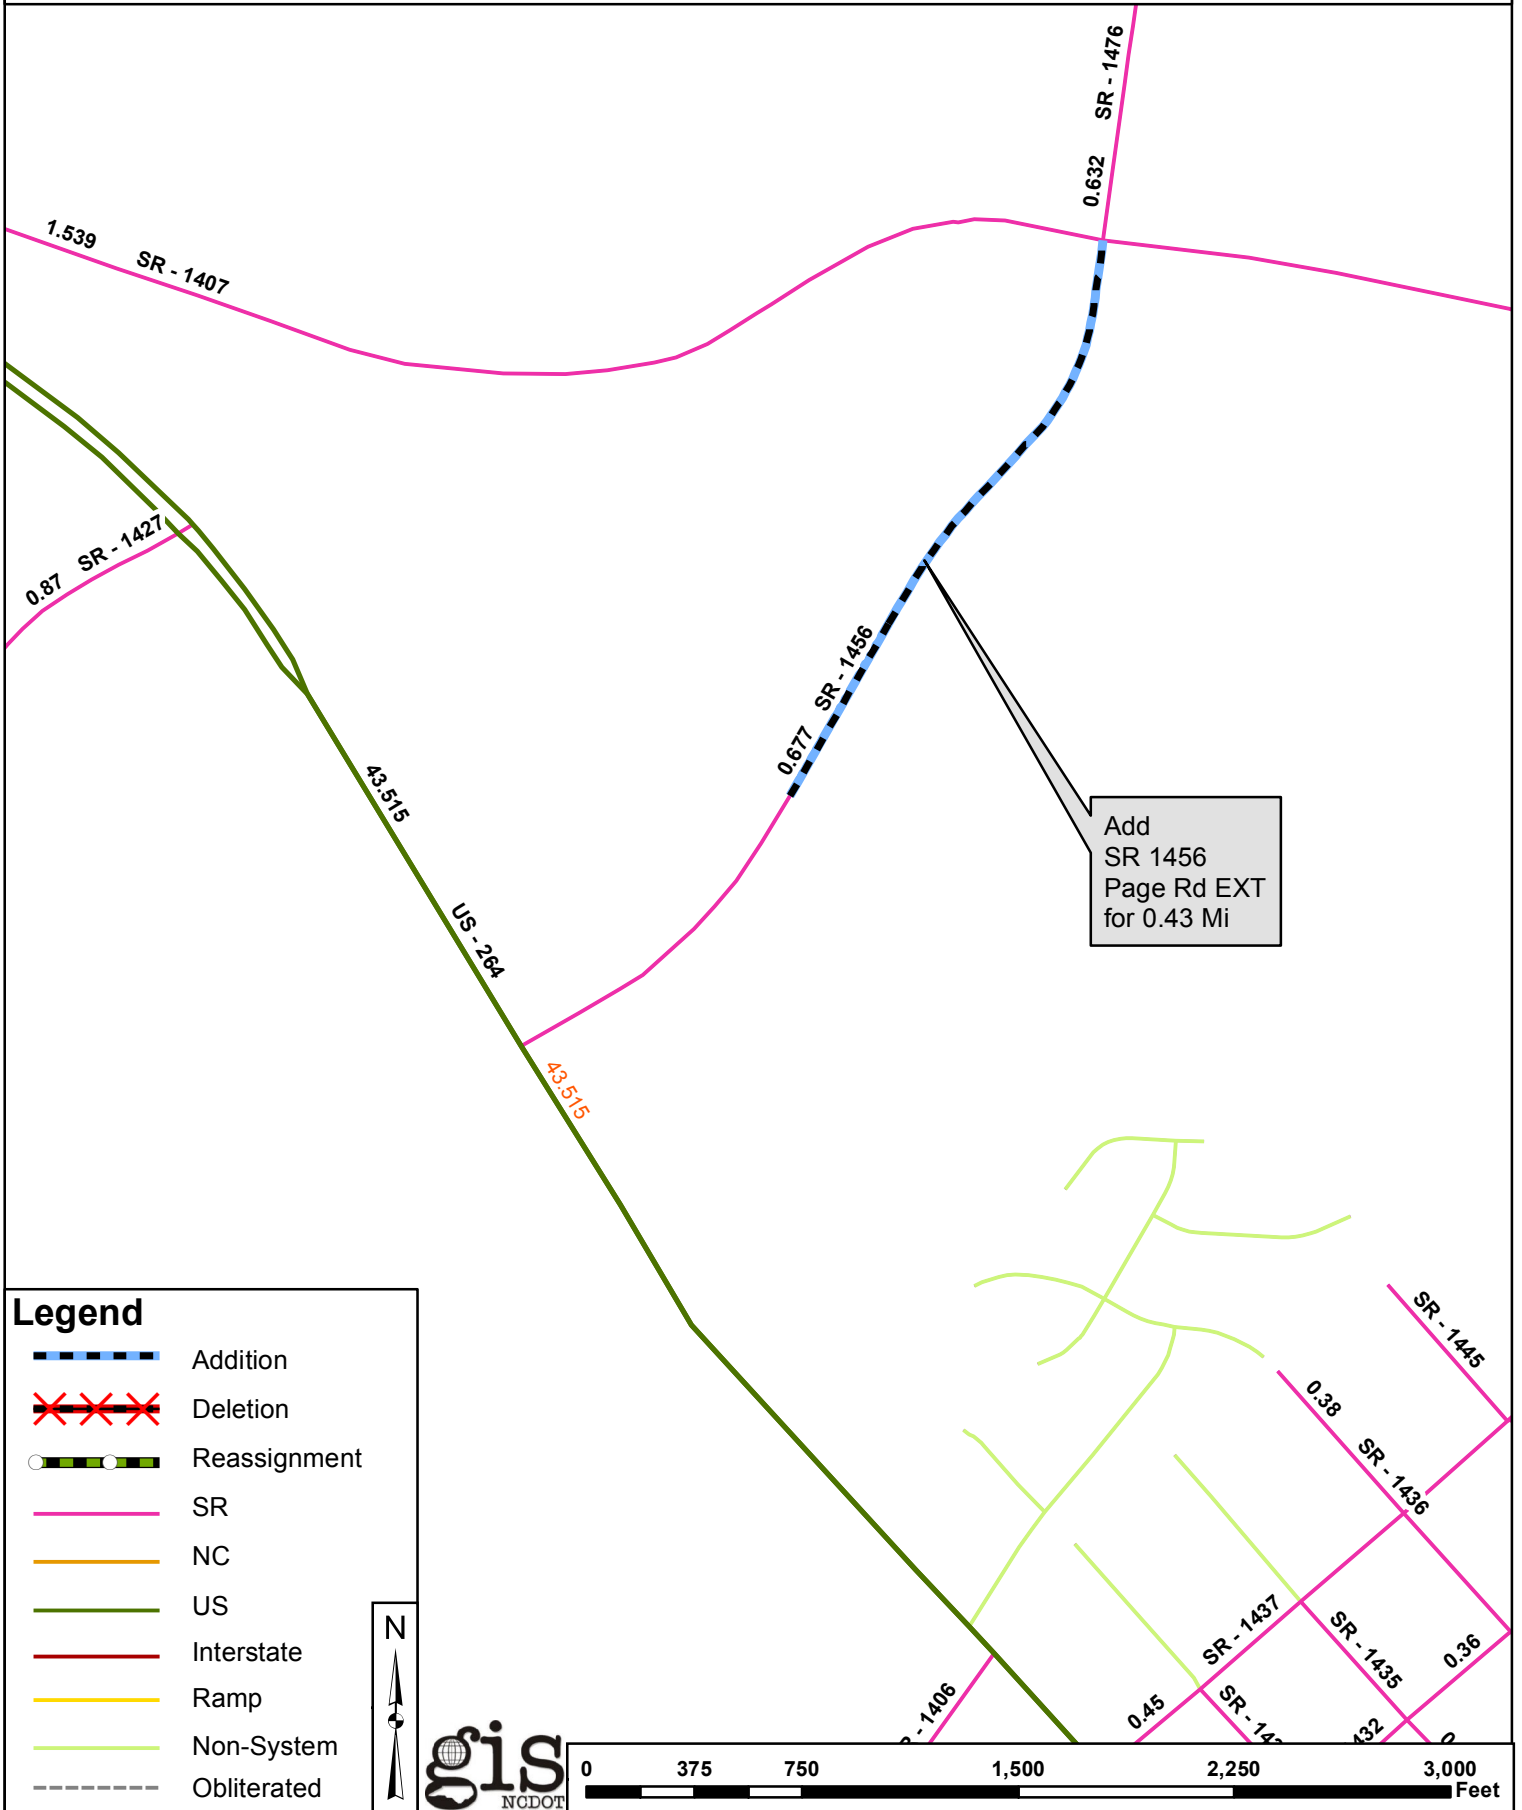 SR - 1476
0.632
1.539
SR - 1407
SR - 1427
0.87
SR - 1456
0.677
43.515
Add
SR 1456
Page Rd EXT
for 0.43 Mi
US - 264
43.515
SR - 1445
0.38
SR - 1436
SR - 1437
SR - 1435
0.36
0.45
- 1406
Legend
Addition
Deletion
Reassignment
SR
NC
US
Interstate
Ramp
Non-System
Obliterated
N
gis
NCDOT
0 375 750 1,500 2,250 3,000
Feet